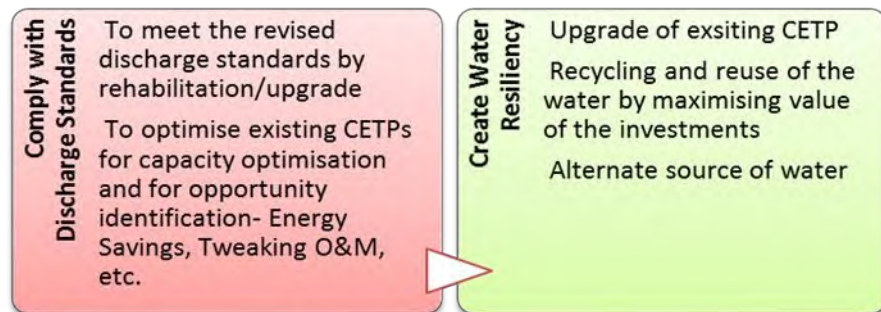 Comply with
Discharge Standards
To meet the revised
discharge standards by
rehabilitation/upgrade
To optimise existing CETPs
for capacity optimisation
and for opportunity
identification- Energy
Savings, Tweaking O&M,
etc.
Create Water
Resiliency
Upgrade of exsiting CETP
Recycling and reuse of the
water by maximising value
of the investments
Alternate source of water